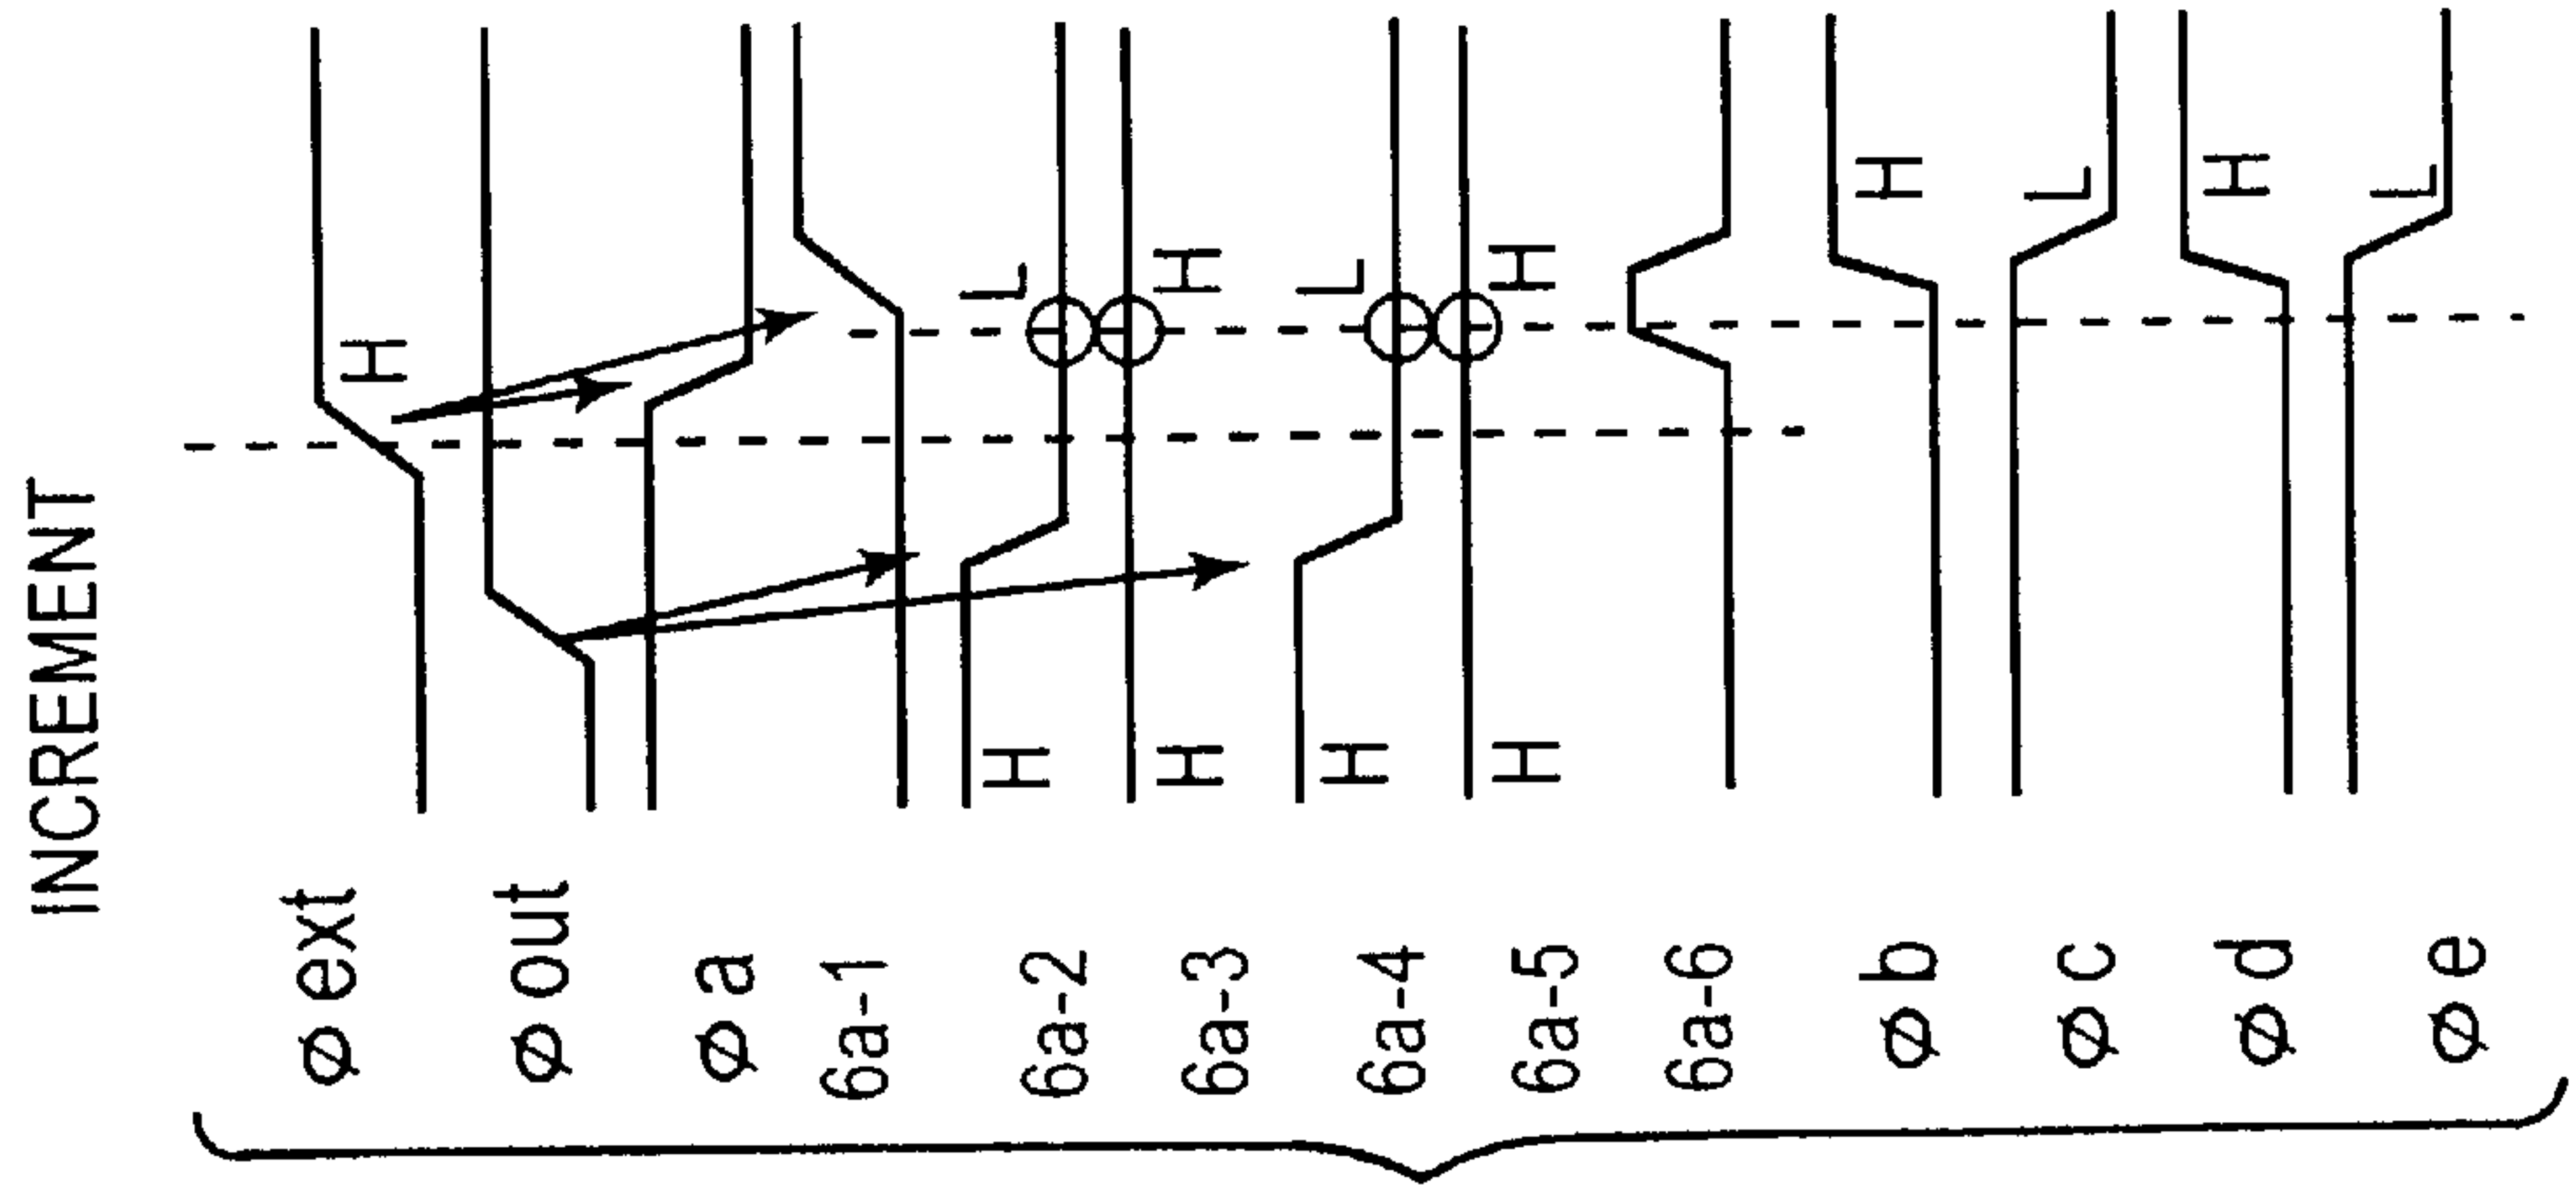 INCREMENT
ø ext H
ø out
ø a
6a-1
6a-2 H L
6a-3 H H
6a-4 H L
6a-5 H H
6a-6
ø b H
ø c L
ø d H
ø e L